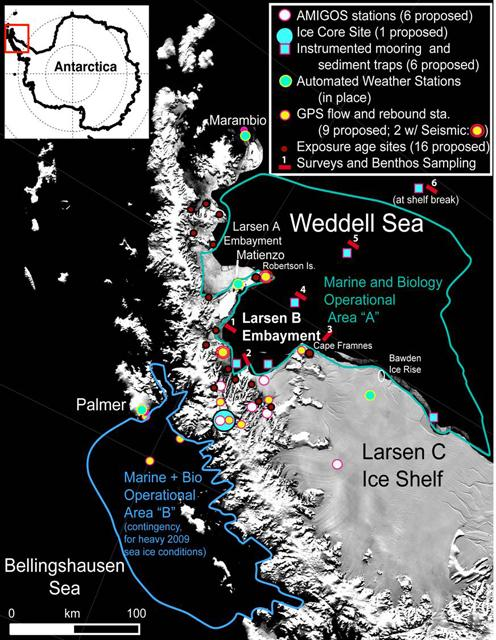 Antarctica
AMIGOS stations (6 proposed)
Ice Core Site (1 proposed)
Instrumented mooring and
sediment traps (6 proposed)
Automated Weather Stations
(in place)
GPS flow and rebound sta.
(9 proposed; 2 w/ Seismic: )
Exposure age sites (16 proposed)
1 Surveys and Benthos Sampling
Marambio
6
(at shelf break)
Weddell Sea
Larsen A
Embayment
Matienzo
Robertson Is.
5
Marine and Biology
Operational
Area "A"
4
Larsen B
Embayment
1
2
3
Cape Framnes
Bawden
Ice Rise
Palmer
Larsen C
Ice Shelf
Marine + Bio
Operational
Area "B"
(contingency,
for heavy 2009
sea ice conditions)
Bellingshausen
Sea
0 km 100